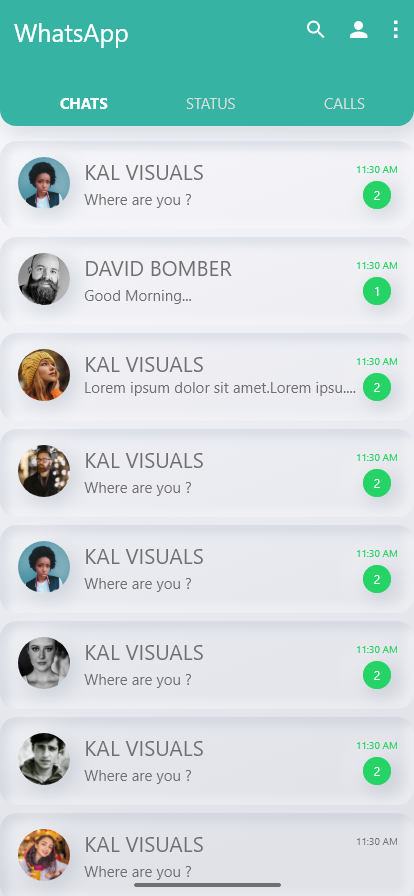 WhatsApp
CHATS STATUS CALLS
KAL VISUALS 11:30 AM
Where are you ? 2
DAVID BOMBER 11:30 AM
Good Morning... 1
KAL VISUALS 11:30 AM
Lorem ipsum dolor sit amet.Lorem ipsu.... 2
KAL VISUALS 11:30 AM
Where are you ? 2
KAL VISUALS 11:30 AM
Where are you ? 2
KAL VISUALS 11:30 AM
Where are you ? 2
KAL VISUALS 11:30 AM
Where are you ? 2
KAL VISUALS 11:30 AM
Where are you ?